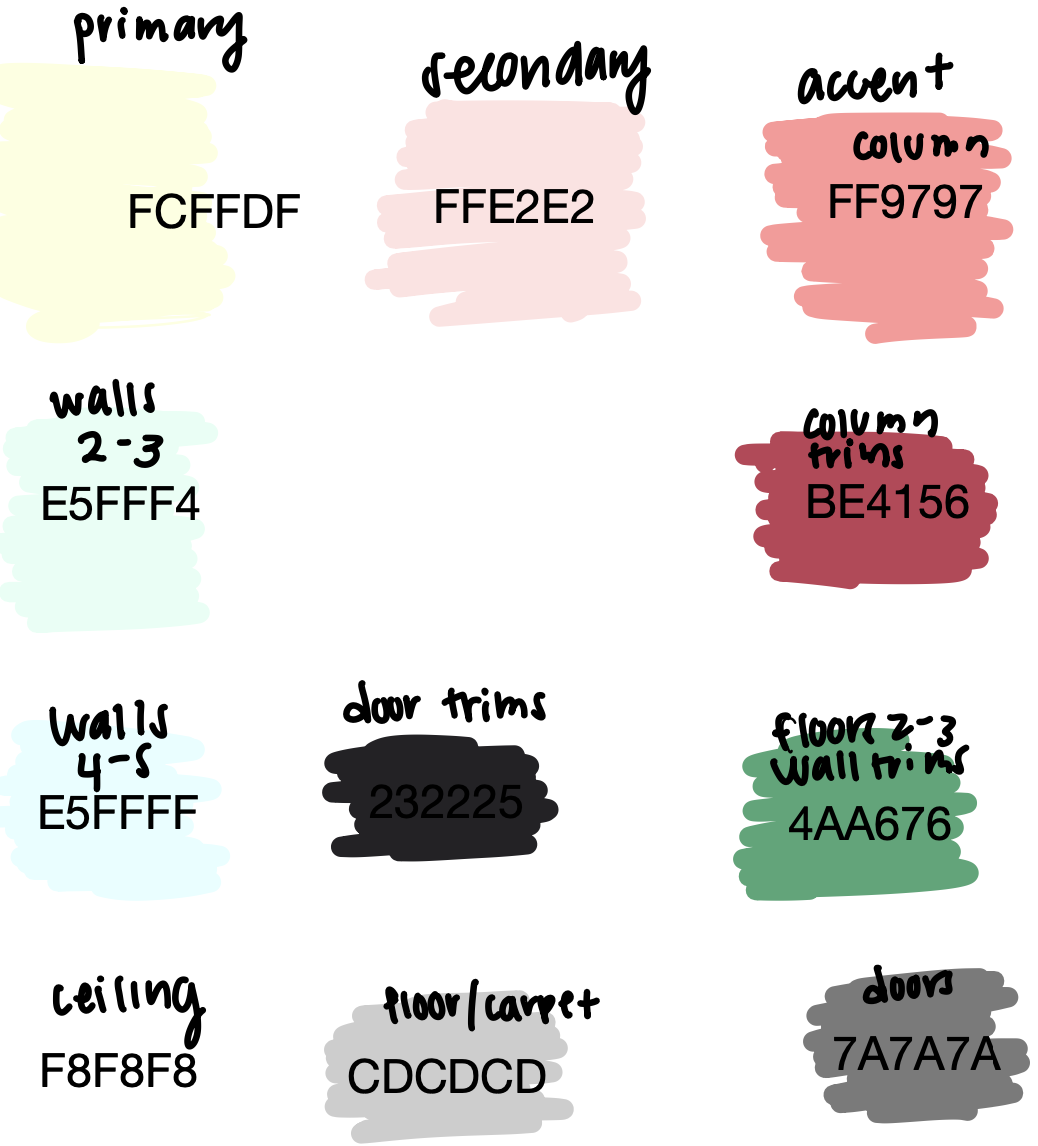 primary
FCFFDF
secondary
FFE2E2
accent
column
FF9797
walls
2-3
E5FFF4
column
trims
BE4156
walls
4-5
E5FFFF
door trims
232225
floors 2-3
wall trims
4AA676
ceiling
F8F8F8
floor/carpet
CDCDCD
doors
7A7A7A